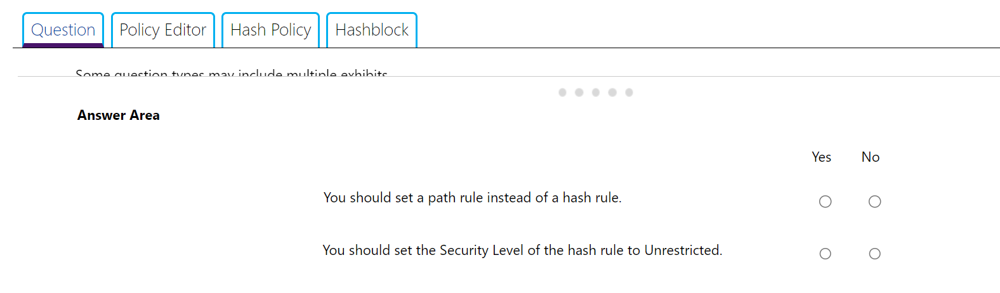 Question Policy Editor Hash Policy Hashblock
Some question types may include multiple exhibits
Answer Area
Yes No
You should set a path rule instead of a hash rule.
You should set the Security Level of the hash rule to Unrestricted.